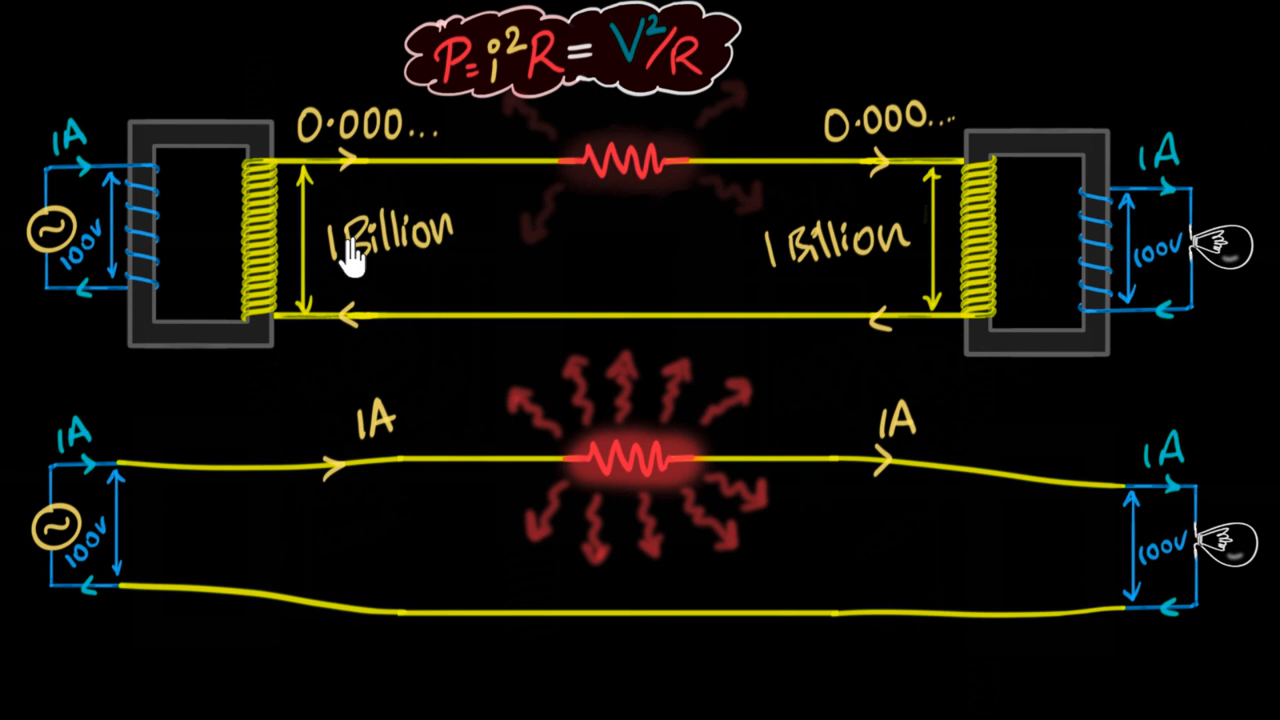 P=i²R = V²/R
1A
0.000...
0.000...
1A
100V
1 Billion
1 Billion
100V
1A
1A
1A
1A
100V
100V